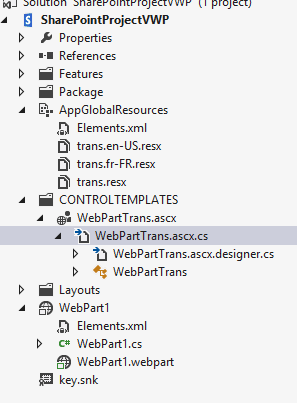 Solution 'SharePointProjectVWP' (1 project)
SharePointProjectVWP
Properties
References
Features
Package
AppGlobalResources
Elements.xml
trans.en-US.resx
trans.fr-FR.resx
trans.resx
CONTROLTEMPLATES
WebPartTrans.ascx
WebPartTrans.ascx.cs
WebPartTrans.ascx.designer.cs
WebPartTrans
Layouts
WebPart1
Elements.xml
C# WebPart1.cs
WebPart1.webpart
key.snk